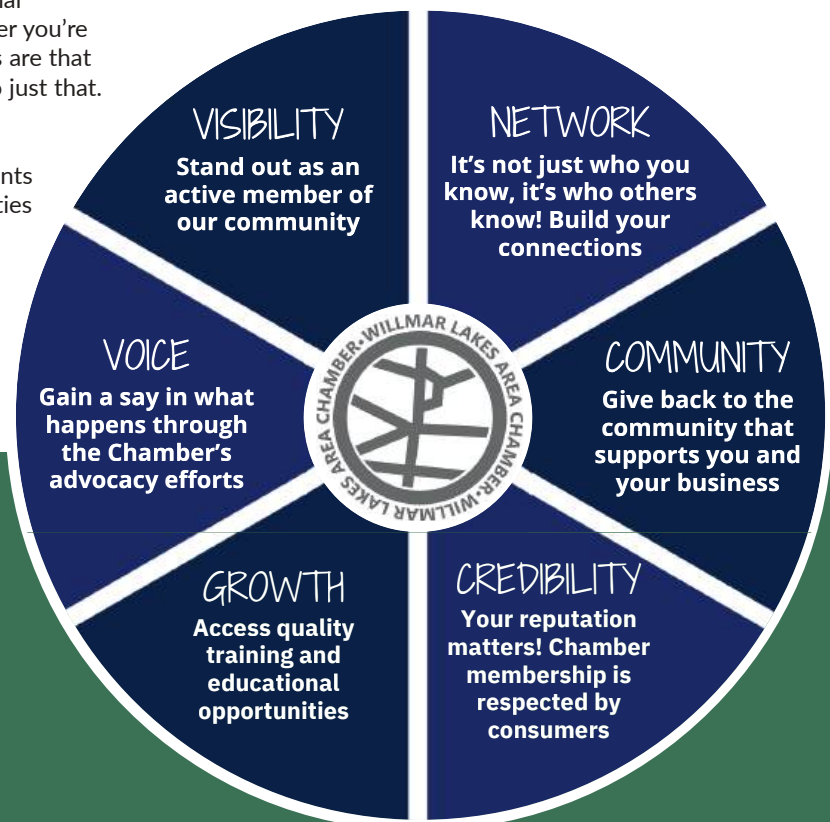 er you're
s are that
just that.
nts
ties
VISIBILITY
Stand out as an
active member of
our community
NETWORK
It's not just who you
know, it's who others
know! Build your
connections
VOICE
Gain a say in what
happens through
the Chamber's
advocacy efforts
COMMUNITY
Give back to the
community that
supports you and
your business
WILLMAR LAKES AREA CHAMBER•WILLMAR LAKES AREA CHAMBER•
GROWTH
Access quality
training and
educational
opportunities
CREDIBILITY
Your reputation
matters! Chamber
membership is
respected by
consumers